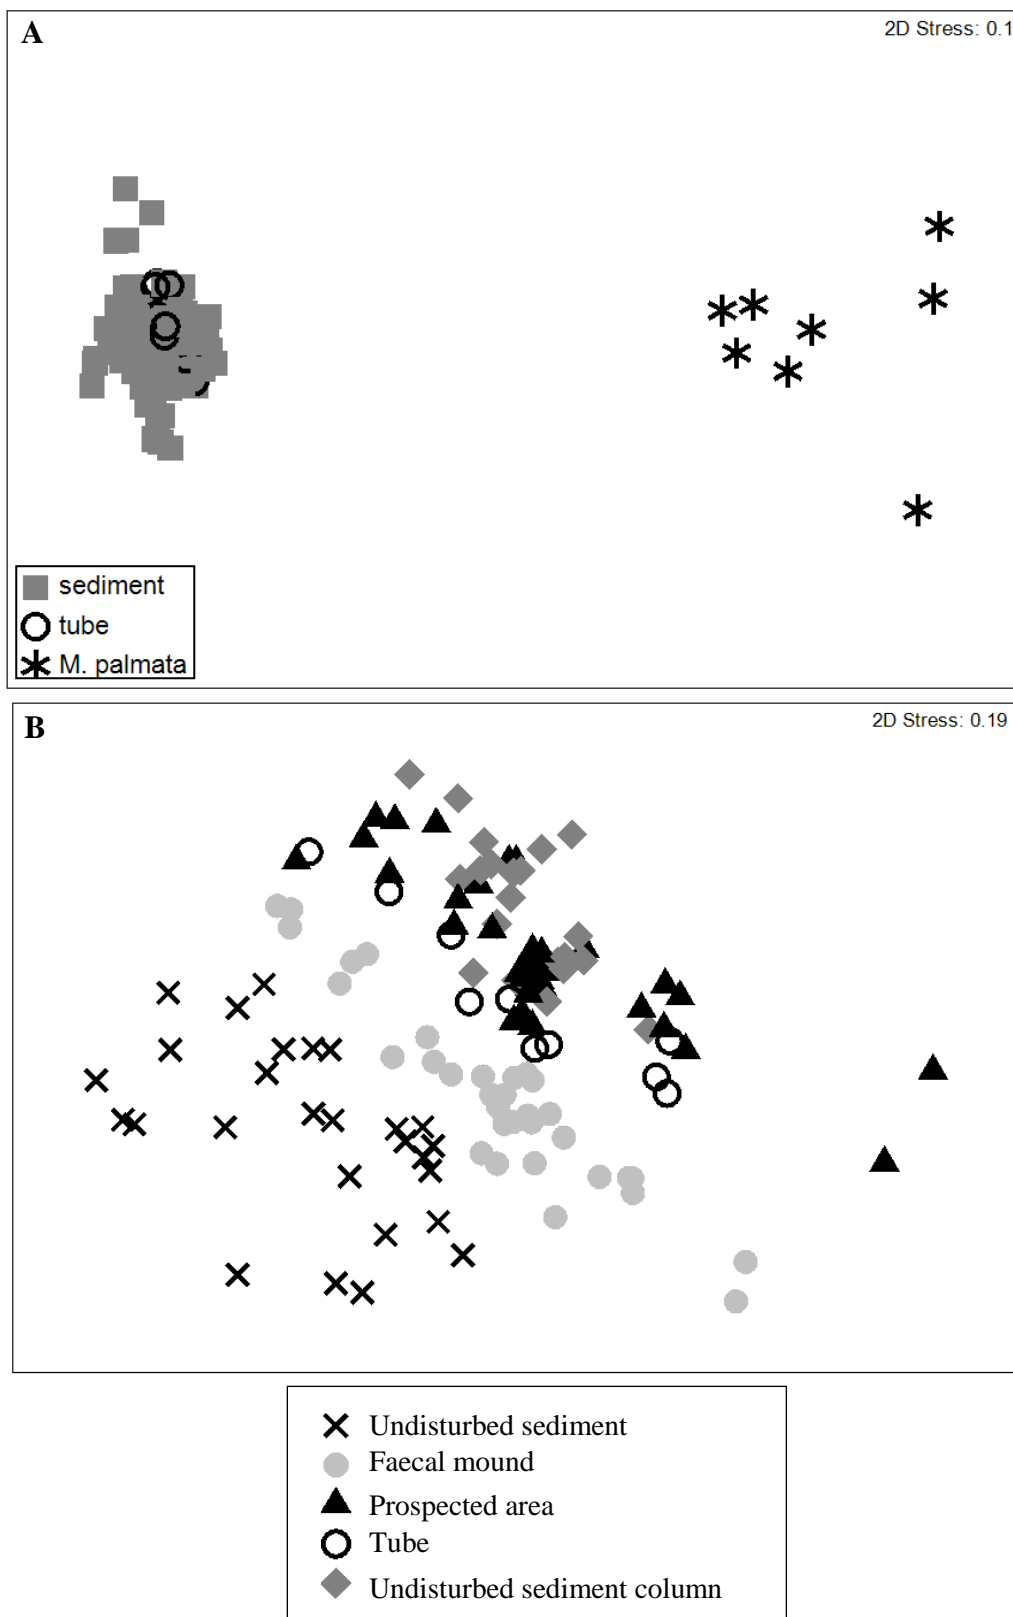 A
2D Stress: 0.1
sediment
tube
M. palmata
B
2D Stress: 0.19
Undisturbed sediment
Faecal mound
Prospected area
Tube
Undisturbed sediment column